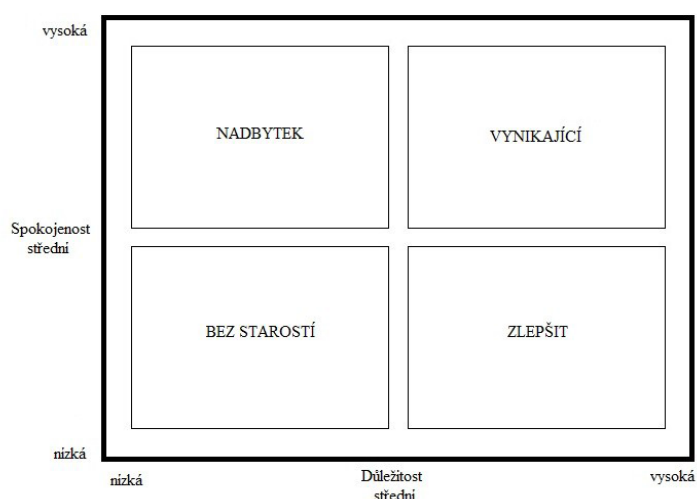 vysoká
NADBYTEK
VYNIKAJÍCÍ
Spokojenost
střední
BEZ STAROSTÍ
ZLEPŠIT
nízká
nízká
Důležitost
střední
vysoká